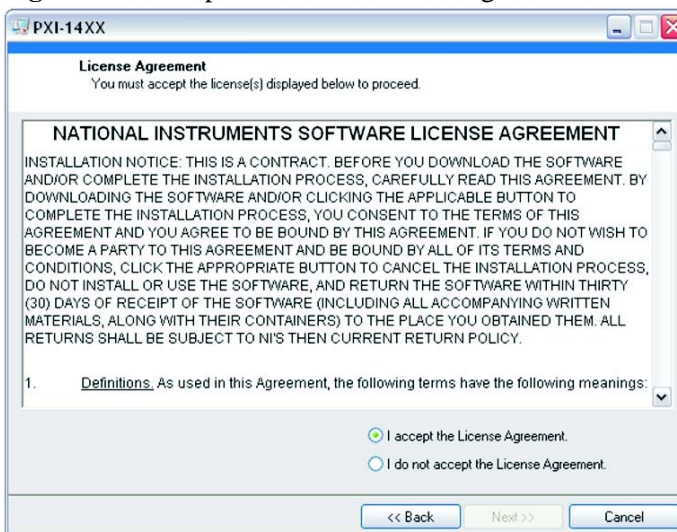 PXI-14XX
License Agreement
You must accept the license(s) displayed below to proceed.
NATIONAL INSTRUMENTS SOFTWARE LICENSE AGREEMENT
INSTALLATION NOTICE: THIS IS A CONTRACT. BEFORE YOU DOWNLOAD THE SOFTWARE
AND/OR COMPLETE THE INSTALLATION PROCESS, CAREFULLY READ THIS AGREEMENT. BY
DOWNLOADING THE SOFTWARE AND/OR CLICKING THE APPLICABLE BUTTON TO
COMPLETE THE INSTALLATION PROCESS, YOU CONSENT TO THE TERMS OF THIS
AGREEMENT AND YOU AGREE TO BE BOUND BY THIS AGREEMENT. IF YOU DO NOT WISH TO
BECOME A PARTY TO THIS AGREEMENT AND BE BOUND BY ALL OF ITS TERMS AND
CONDITIONS, CLICK THE APPROPRIATE BUTTON TO CANCEL THE INSTALLATION PROCESS,
DO NOT INSTALL OR USE THE SOFTWARE, AND RETURN THE SOFTWARE WITHIN THIRTY
(30) DAYS OF RECEIPT OF THE SOFTWARE (INCLUDING ALL ACCOMPANYING WRITTEN
MATERIALS, ALONG WITH THEIR CONTAINERS) TO THE PLACE YOU OBTAINED THEM. ALL
RETURNS SHALL BE SUBJECT TO NI'S THEN CURRENT RETURN POLICY.
1. Definitions. As used in this Agreement, the following terms have the following meanings:
I accept the License Agreement.
I do not accept the License Agreement.
<< Back Next >> Cancel